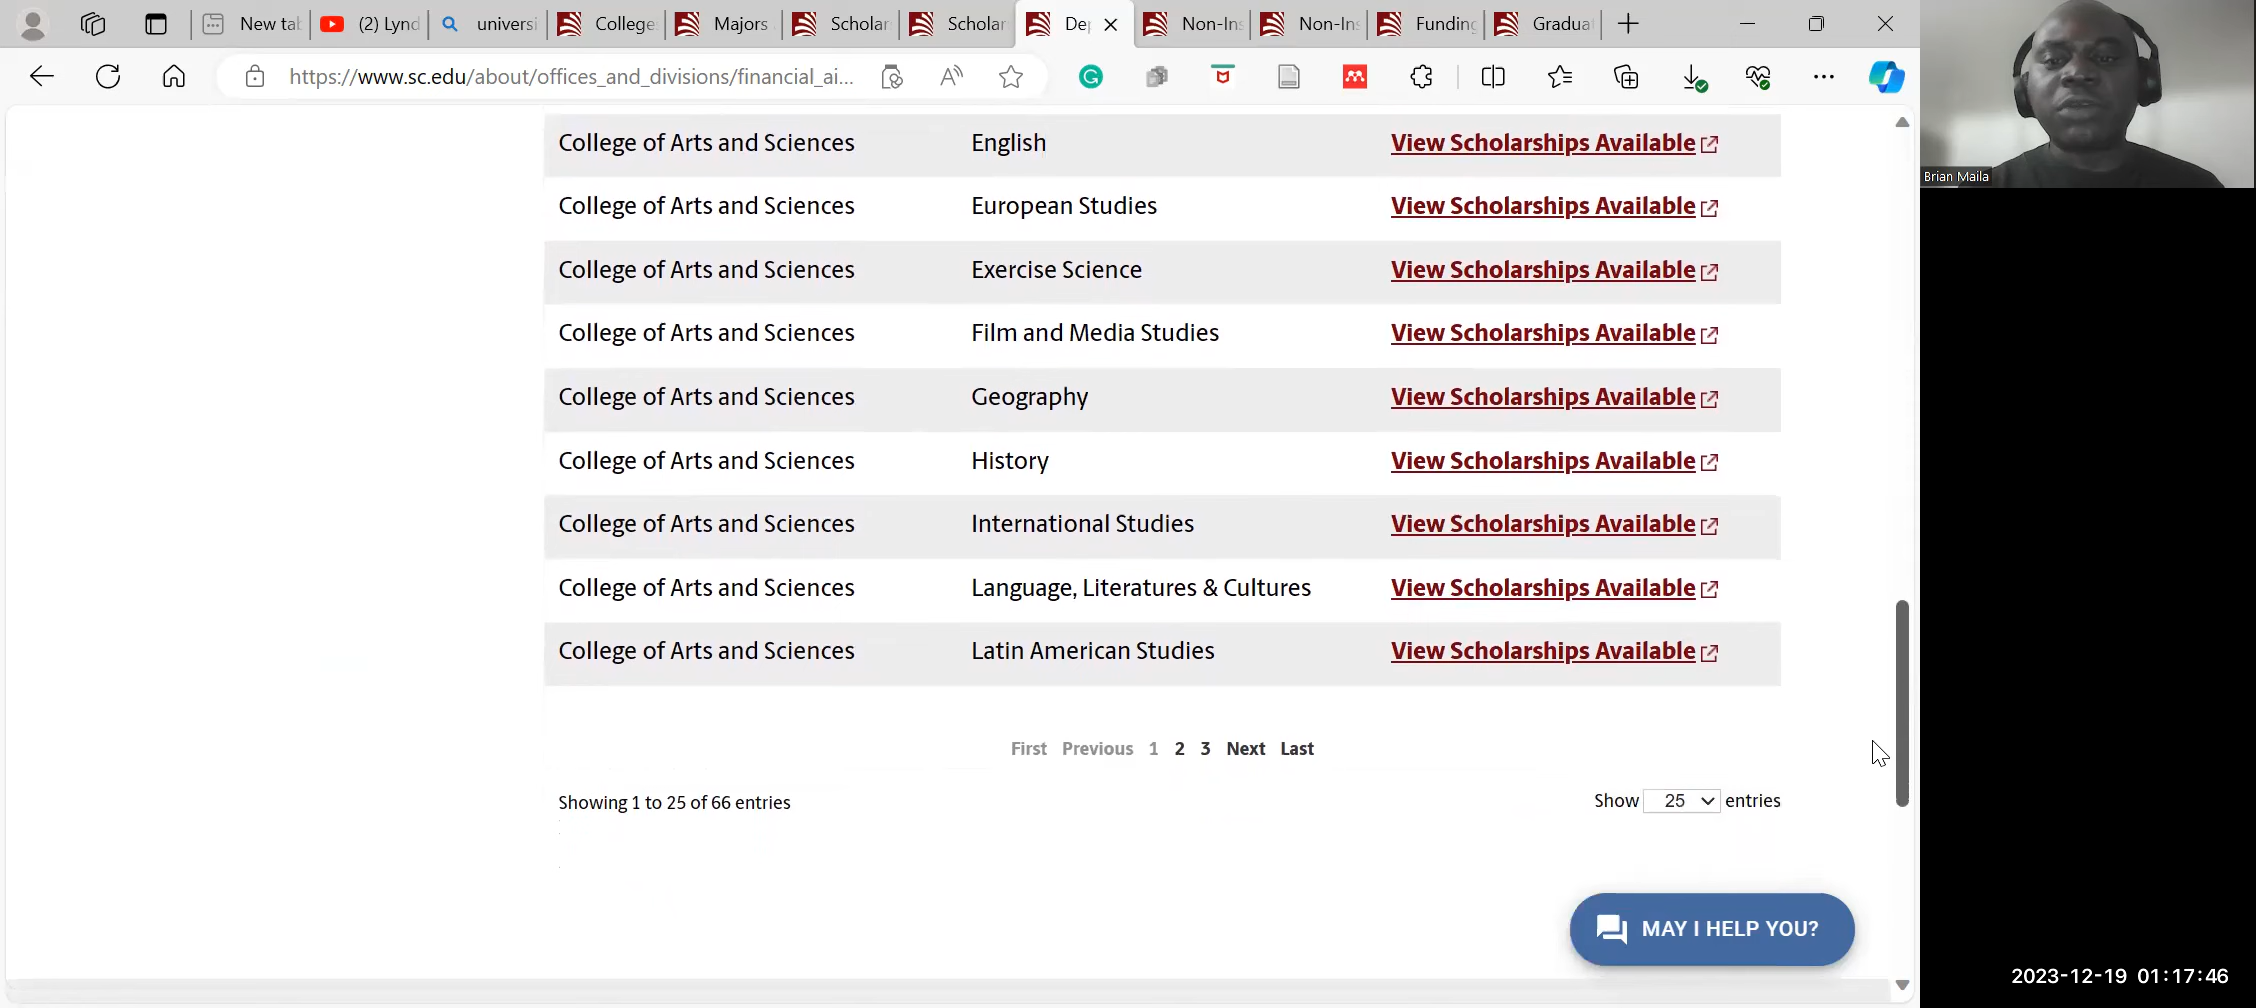 New tab
(2) Lynd
universi
College
Majors
Scholar
Scholar
Dep
Non-Ins
Non-Ins
Funding
Graduat
https://www.sc.edu/about/offices_and_divisions/financial_ai...
Brian Maila
College of Arts and Sciences English View Scholarships Available
College of Arts and Sciences European Studies View Scholarships Available
College of Arts and Sciences Exercise Science View Scholarships Available
College of Arts and Sciences Film and Media Studies View Scholarships Available
College of Arts and Sciences Geography View Scholarships Available
College of Arts and Sciences History View Scholarships Available
College of Arts and Sciences International Studies View Scholarships Available
College of Arts and Sciences Language, Literatures & Cultures View Scholarships Available
College of Arts and Sciences Latin American Studies View Scholarships Available
First Previous 1 2 3 Next Last
Showing 1 to 25 of 66 entries
Show 25 entries
MAY I HELP YOU?
2023-12-19 01:17:46